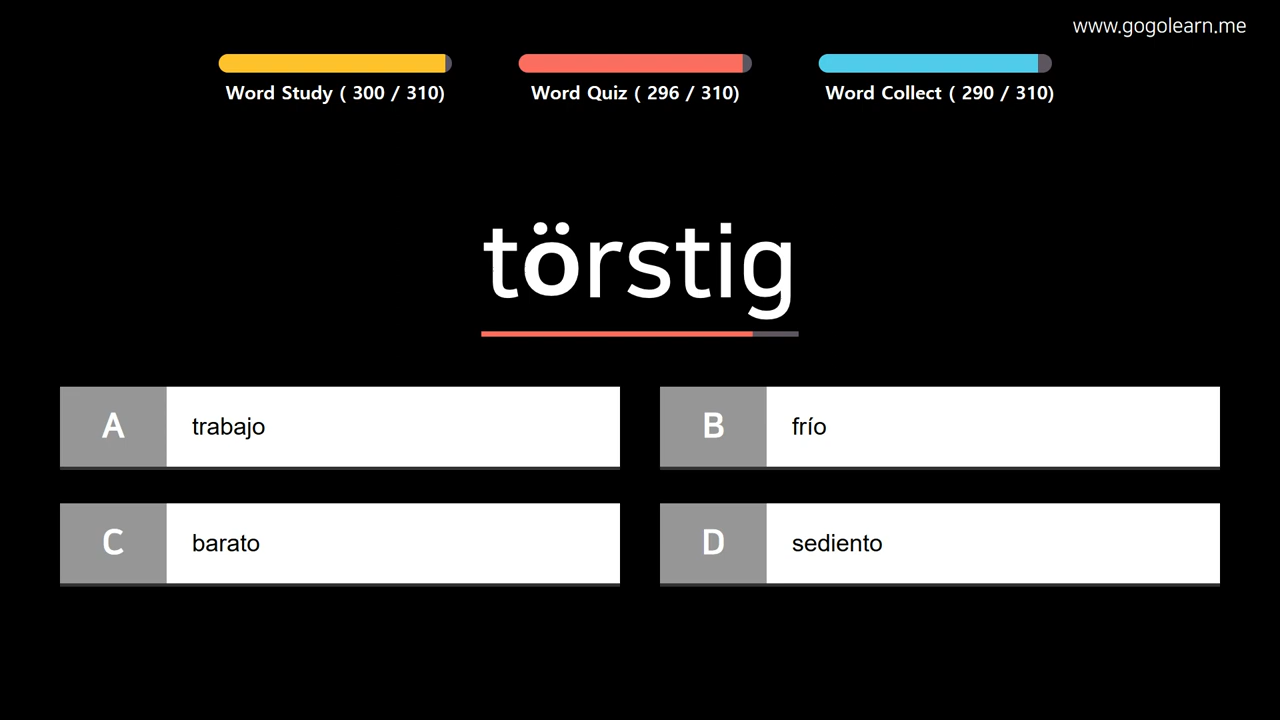 www.gogolearn.me
Word Study ( 300 / 310)
Word Quiz ( 296 / 310)
Word Collect ( 290 / 310)
törstig
A trabajo
B frío
C barato
D sediento